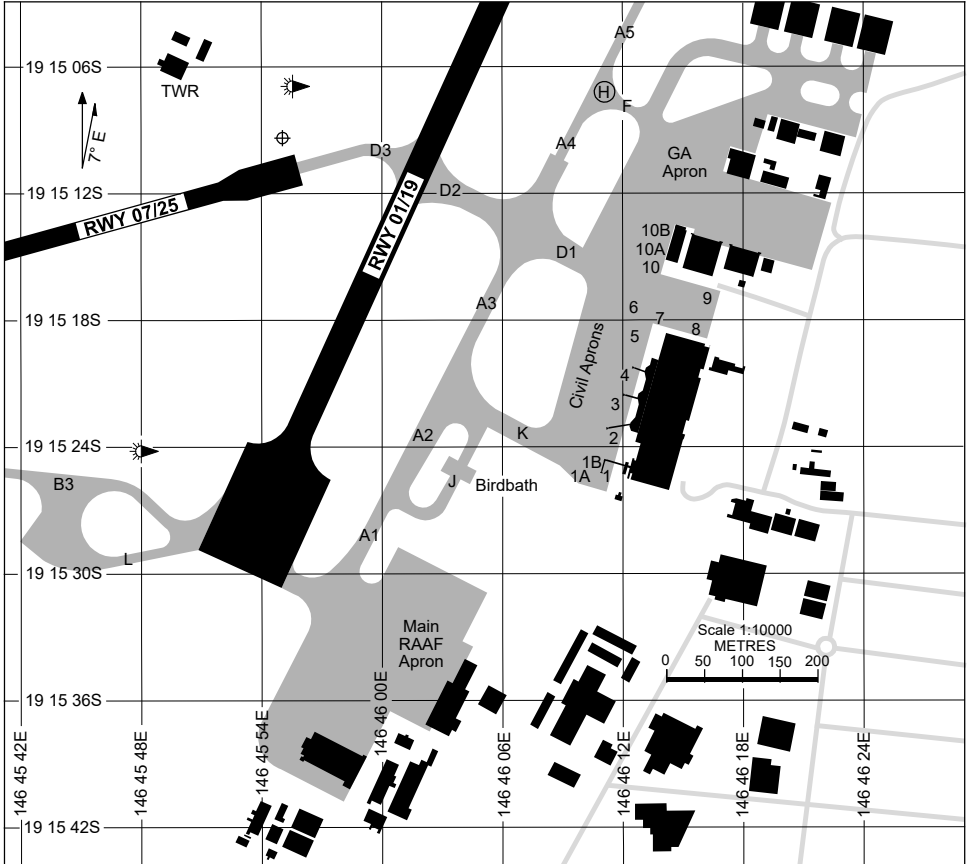 A5
19 15 06S
TWR
H
F
7° E
D3
A4
GA
Apron
19 15 12S
D2
RWY 07/25
RWY 01/19
10B
10A
10
D1
9
A3
6
7
19 15 18S
8
5
Civil Aprons
4
3
A2
K
2
19 15 24S
1B
1A
1
B3
J
Birdbath
A1
L
19 15 30S
Main
RAAF
Apron
Scale 1:10000
METRES
0 50 100 150 200
19 15 36S
146 45 42E
146 45 48E
146 45 54E
146 46 00E
146 46 06E
146 46 12E
146 46 18E
146 46 24E
19 15 42S